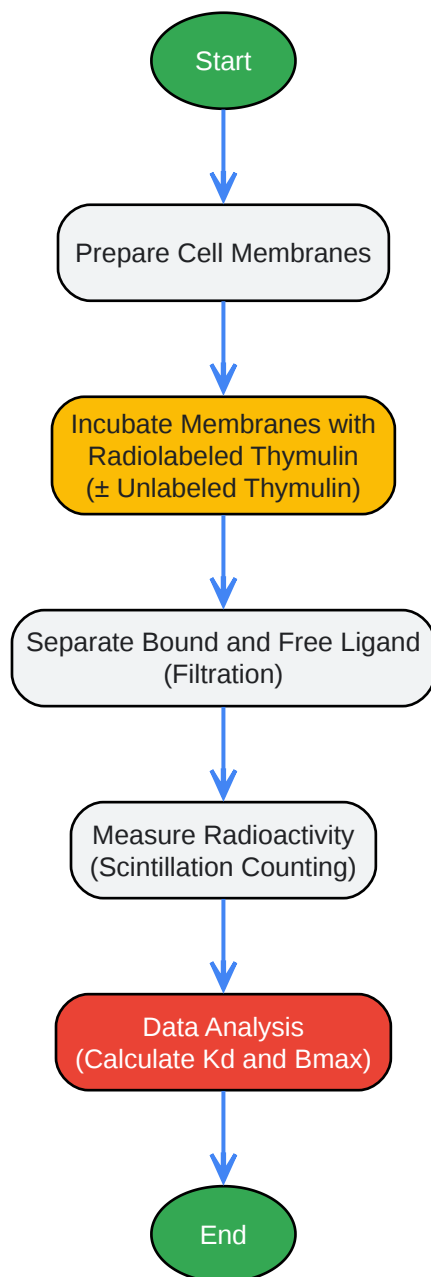 Start
Prepare Cell Membranes
Incubate Membranes with
Radiolabeled Thymulin
(± Unlabeled Thymulin)
Separate Bound and Free Ligand
(Filtration)
Measure Radioactivity
(Scintillation Counting)
Data Analysis
(Calculate Kd and Bmax)
End